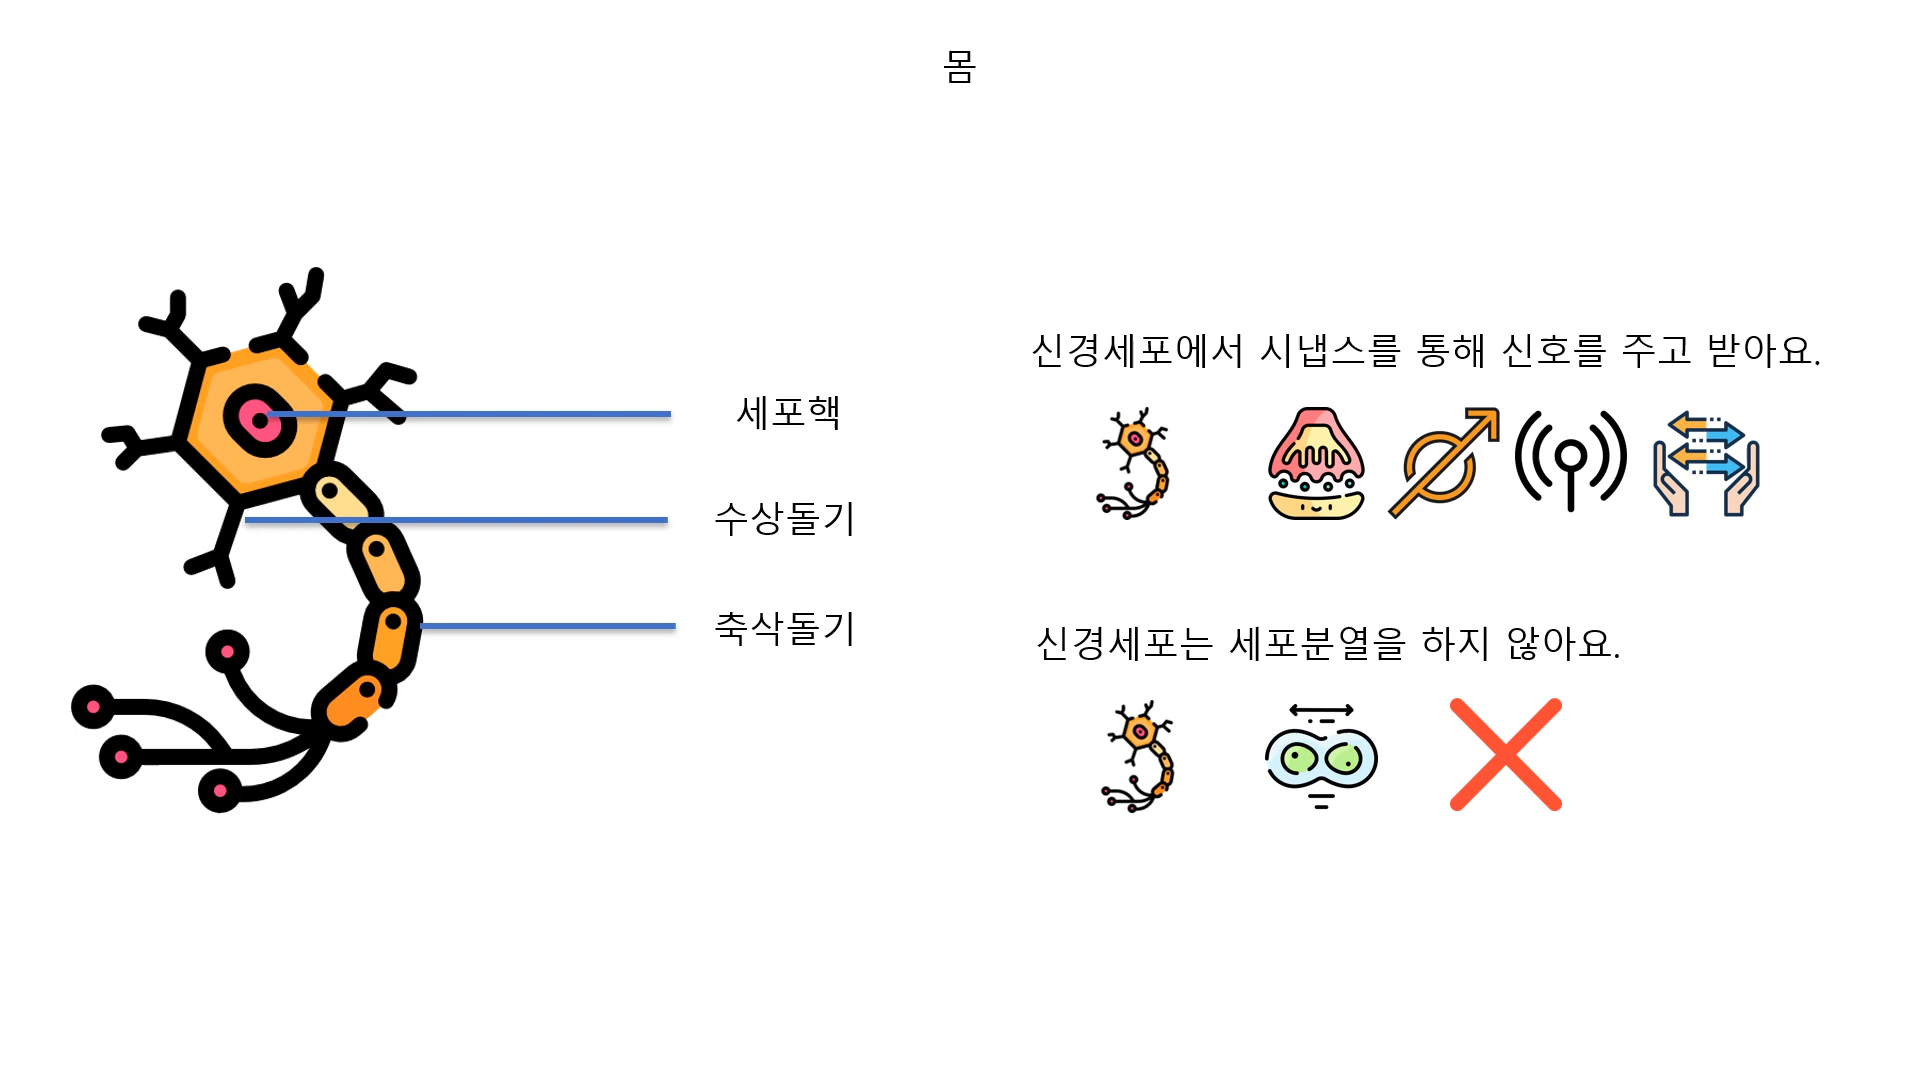 몸
세포핵
수상돌기
축삭돌기
신경세포에서 시냅스를 통해 신호를 주고 받아요.
신경세포는 세포분열을 하지 않아요.